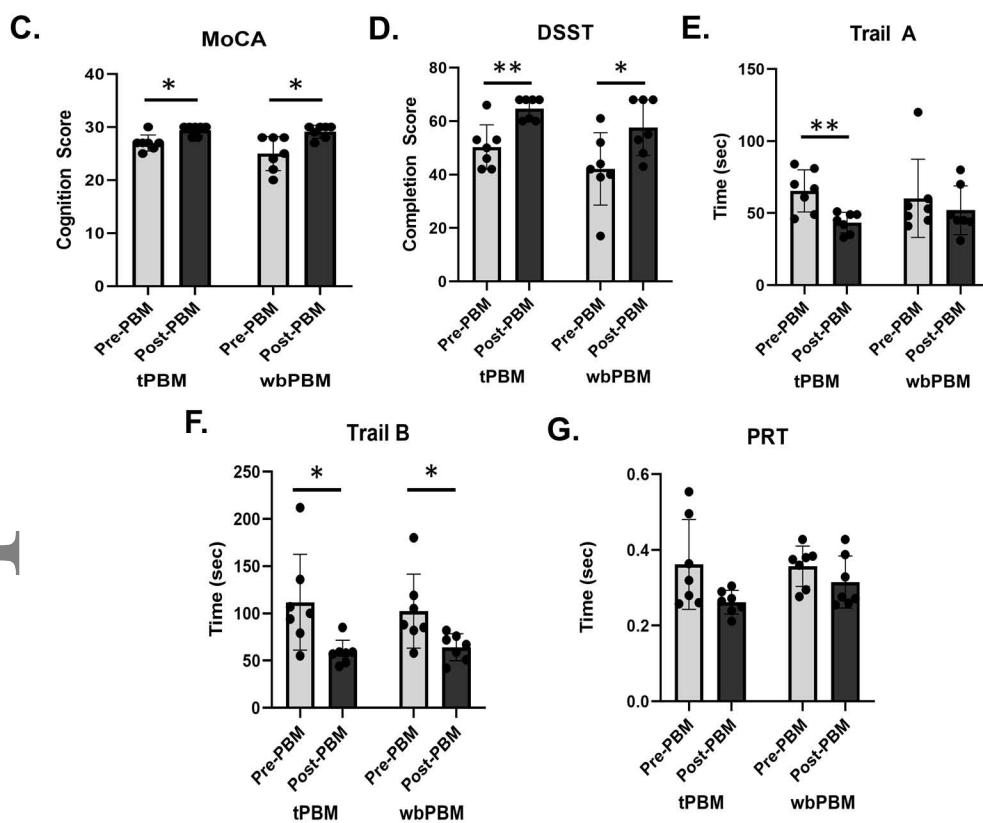 C.
MoCA
Cognition Score
40
30
20
10
0
*
*
Pre-PBM
Post-PBM
Pre-PBM
Post-PBM
tPBM
wbPBM
D.
DSST
Completion Score
80
60
40
20
0
**
*
Pre-PBM
Post-PBM
Pre-PBM
Post-PBM
tPBM
wbPBM
E.
Trail A
Time (sec)
150
100
50
0
**
Pre-PBM
Post-PBM
Pre-PBM
Post-PBM
tPBM
wbPBM
F.
Trail B
Time (sec)
250
200
150
100
50
0
*
*
Pre-PBM
Post-PBM
Pre-PBM
Post-PBM
tPBM
wbPBM
G.
PRT
Time (sec)
0.6
0.4
0.2
0.0
Pre-PBM
Post-PBM
Pre-PBM
Post-PBM
tPBM
wbPBM